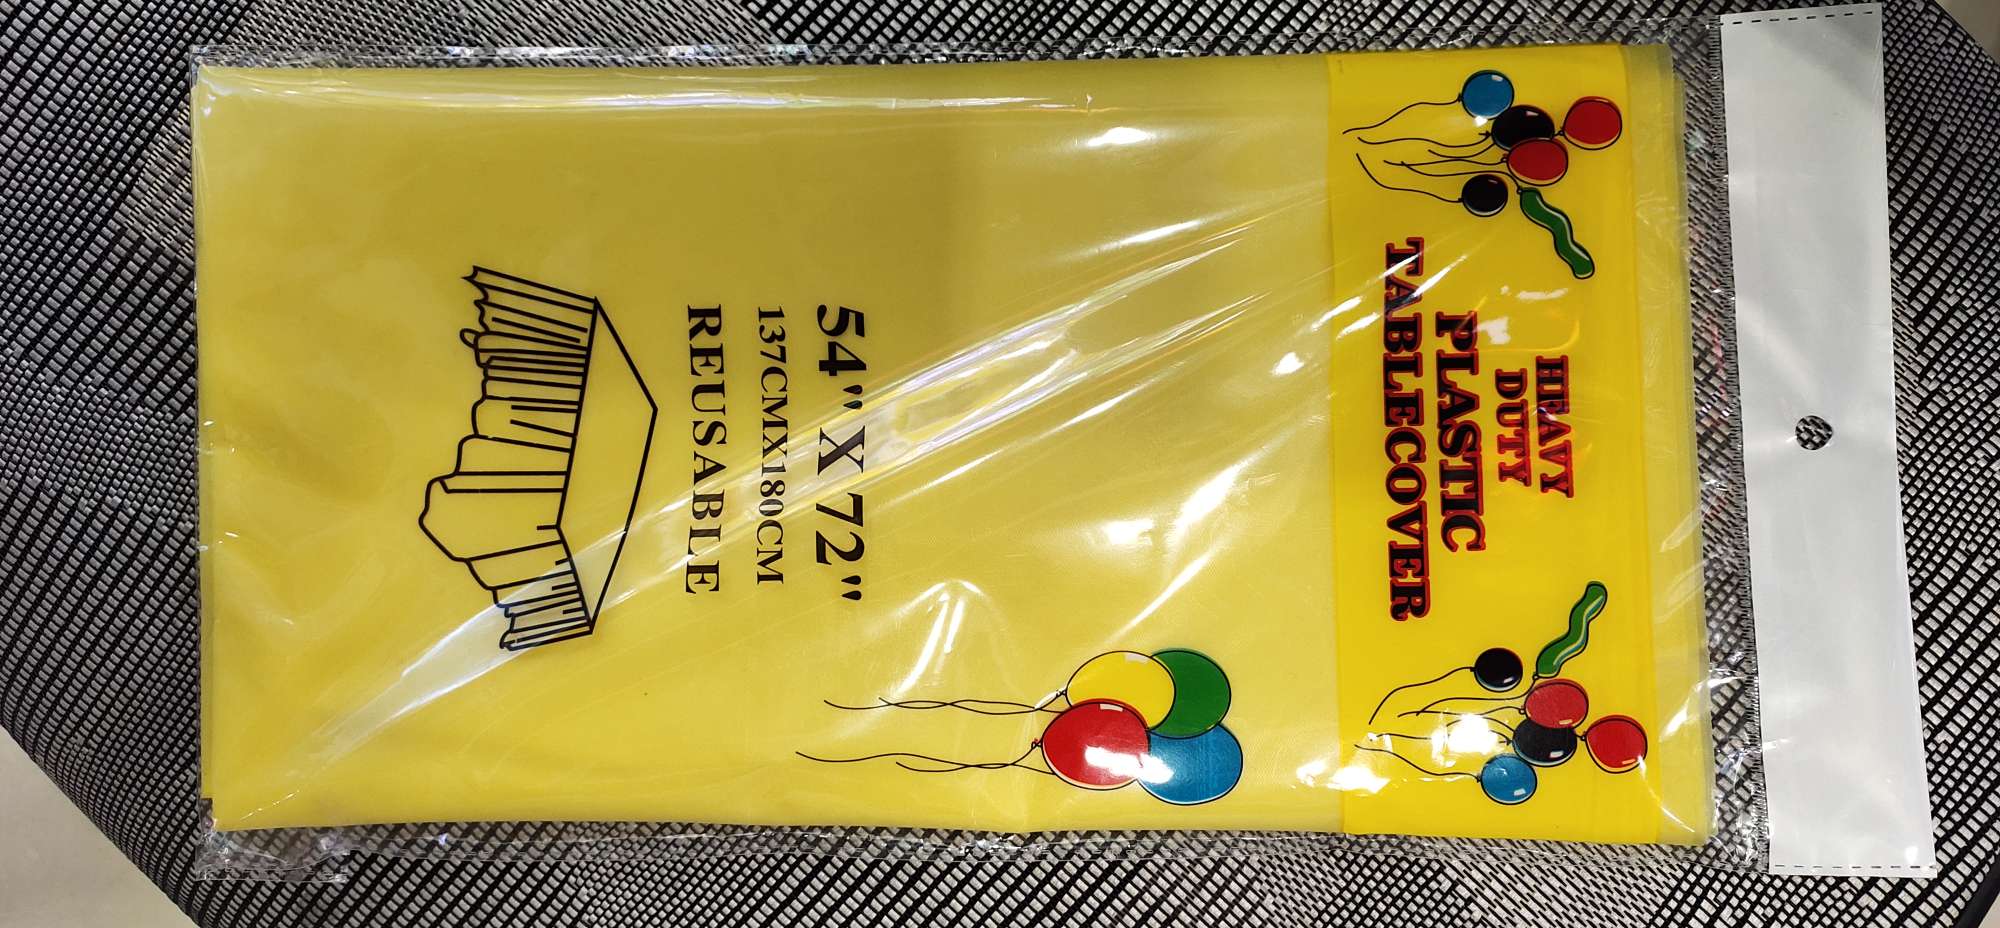 HEAVY
DUTY
PLASTIC
TABLECOVER
54" X 72"
137CMX180CM
REUSABLE